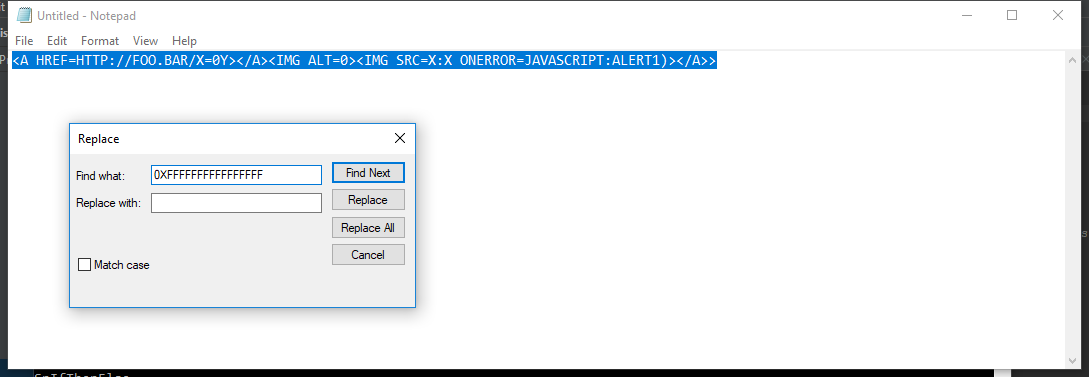 Untitled - Notepad
File Edit Format View Help
<A HREF=HTTP://FOO.BAR/X=0Y></A><IMG ALT=0><IMG SRC=X:X ONERROR=JAVASCRIPT:ALERT1)></A>>
Replace
Find what: 0XFFFFFFFFFFFFFFFF Find Next
Replace with: Replace
Replace All
Cancel
Match case